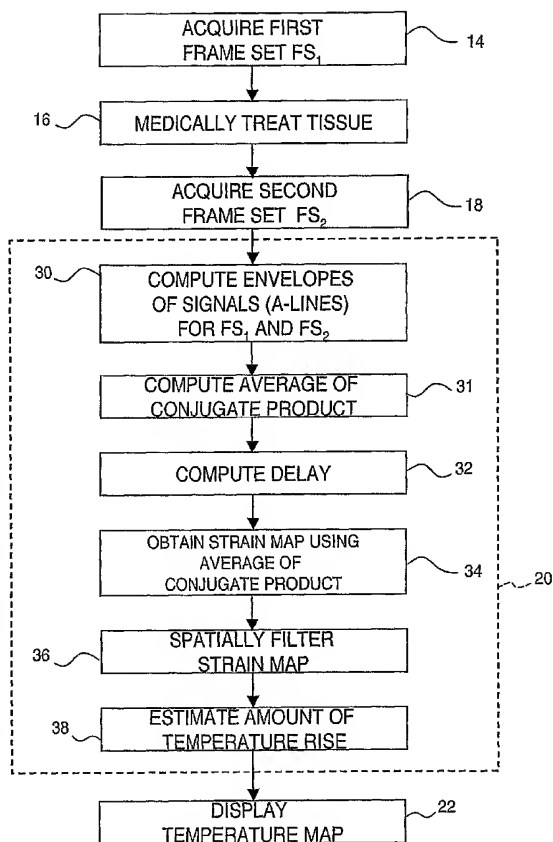 ACQUIRE FIRST
FRAME SET FS₁
14
16
MEDICALLY TREAT TISSUE
ACQUIRE SECOND
FRAME SET FS₂
18
30
COMPUTE ENVELOPES
OF SIGNALS (A-LINES)
FOR FS₁ AND FS₂
COMPUTE AVERAGE OF
CONJUGATE PRODUCT
31
COMPUTE DELAY
32
OBTAIN STRAIN MAP USING
AVERAGE OF
CONJUGATE PRODUCT
34
20
36
SPATIALLY FILTER
STRAIN MAP
38
ESTIMATE AMOUNT OF
TEMPERATURE RISE
DISPLAY
TEMPERATURE MAP
22